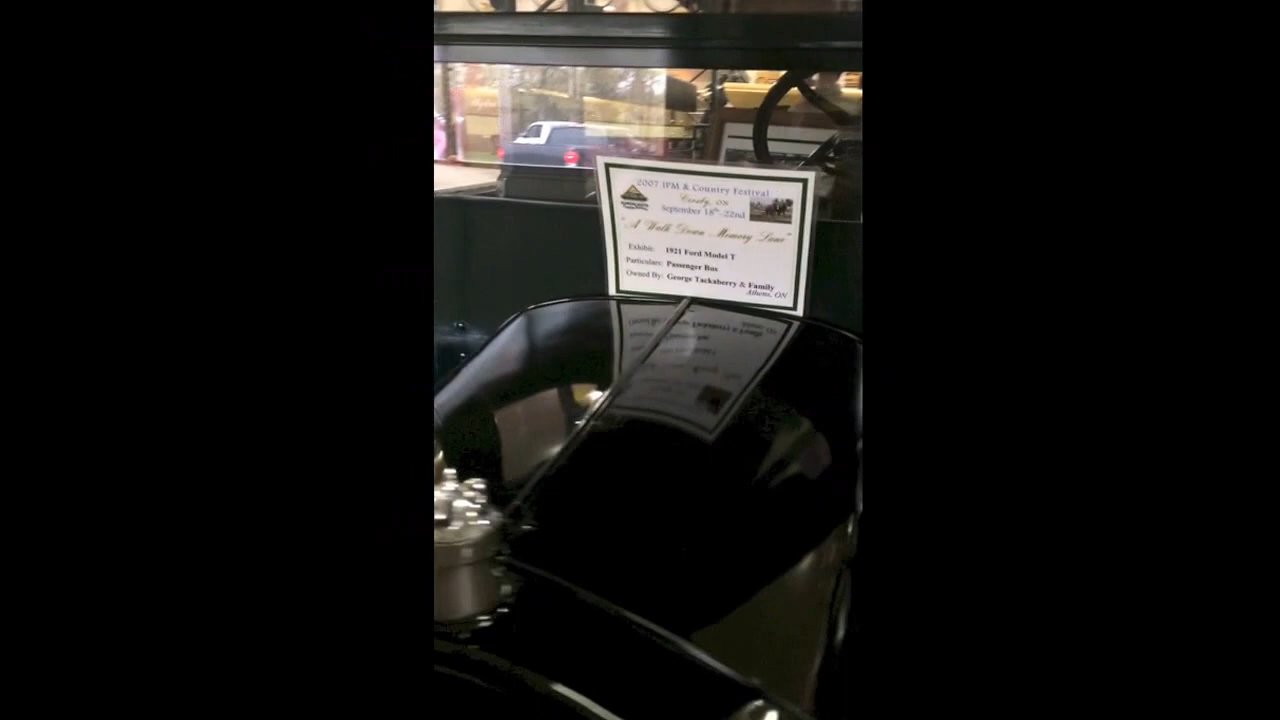 2007 IPM & Country Festival
Crosby, ON
September 18th-22nd
"A Walk Down Memory Lane"
Exhibit: 1921 Ford Model T
Particulars: Passenger Bus
Owned By: George Tackaberry & Family
Athens, ON